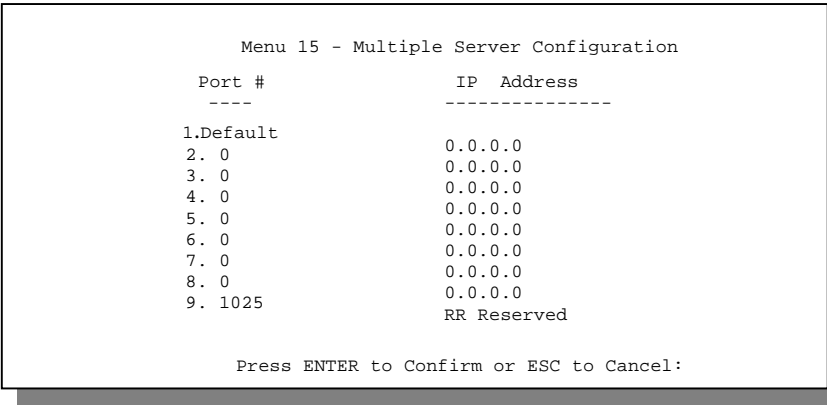 Menu 15 - Multiple Server Configuration
Port # IP Address
---- ---------------
1.Default 0.0.0.0
2. 0 0.0.0.0
3. 0 0.0.0.0
4. 0 0.0.0.0
5. 0 0.0.0.0
6. 0 0.0.0.0
7. 0 0.0.0.0
8. 0 0.0.0.0
9. 1025 RR Reserved
Press ENTER to Confirm or ESC to Cancel: